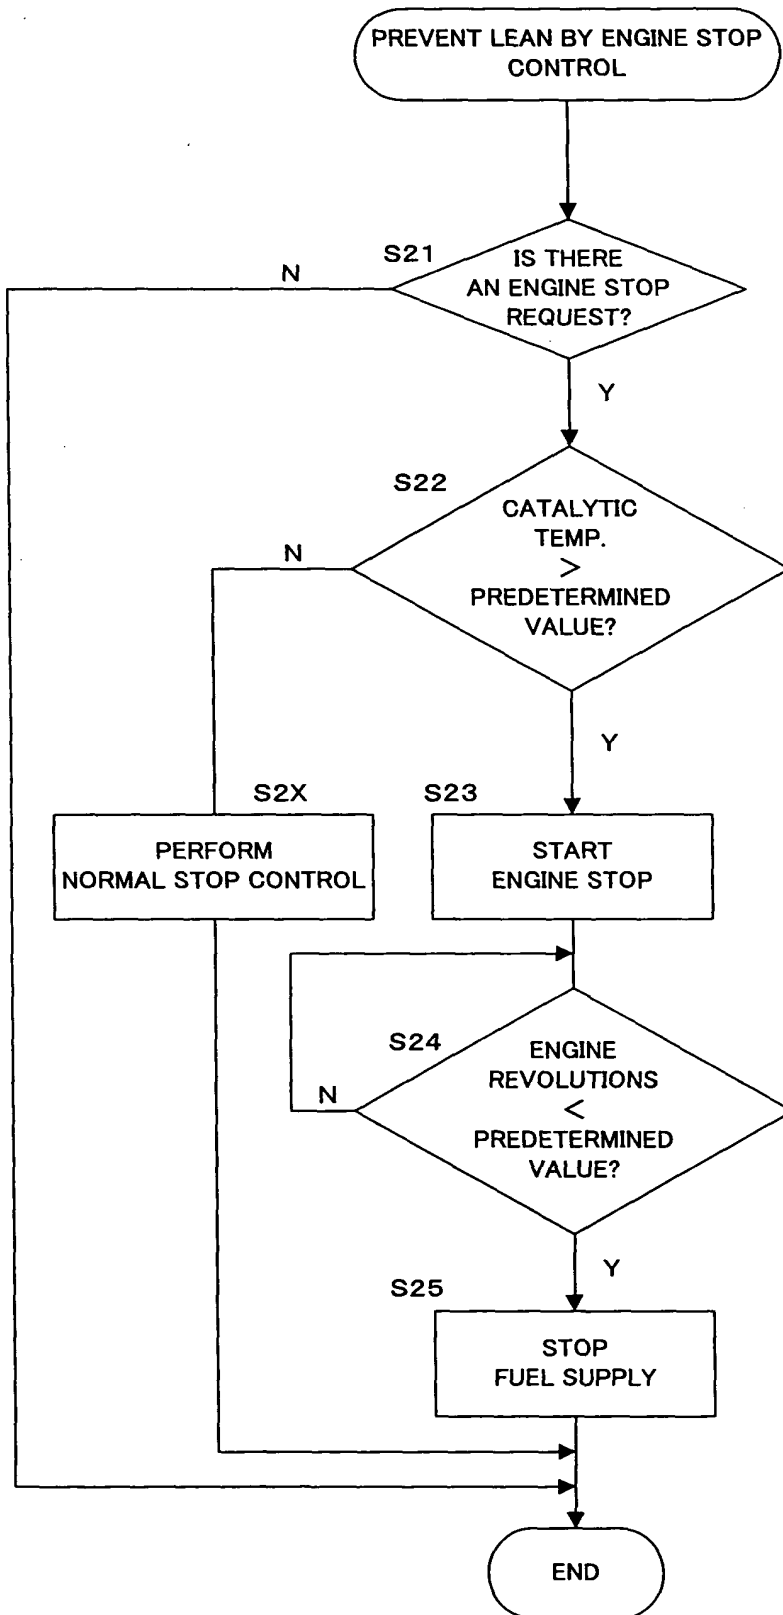 PREVENT LEAN BY ENGINE STOP
CONTROL
S21
IS THERE
AN ENGINE STOP
REQUEST?
N
Y
S22
CATALYTIC
TEMP.
>
PREDETERMINED
VALUE?
N
Y
S2X
PERFORM
NORMAL STOP CONTROL
S23
START
ENGINE STOP
S24
ENGINE
REVOLUTIONS
<
PREDETERMINED
VALUE?
N
Y
S25
STOP
FUEL SUPPLY
END